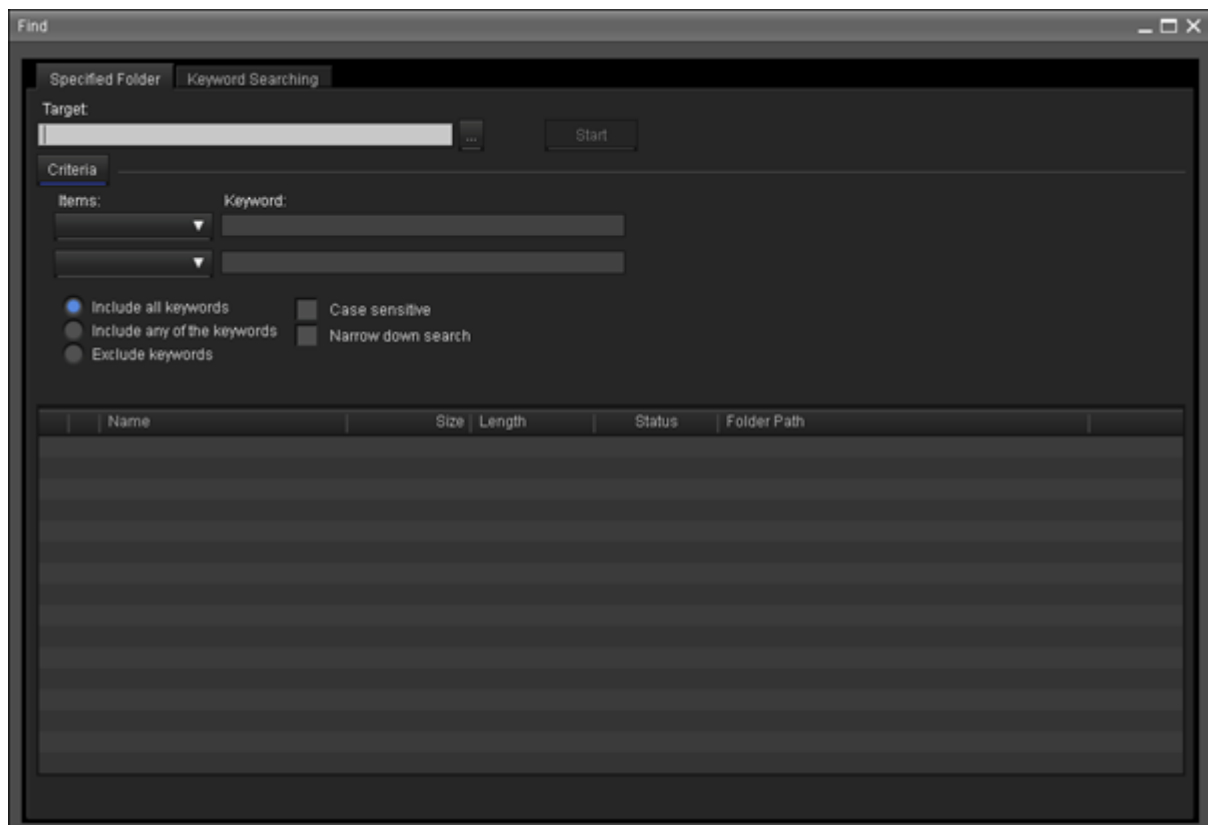 Find
Specified Folder Keyword Searching
Target:
... Start
Criteria
Items: Keyword:
Include all keywords Case sensitive
Include any of the keywords Narrow down search
Exclude keywords
Name Size Length Status Folder Path